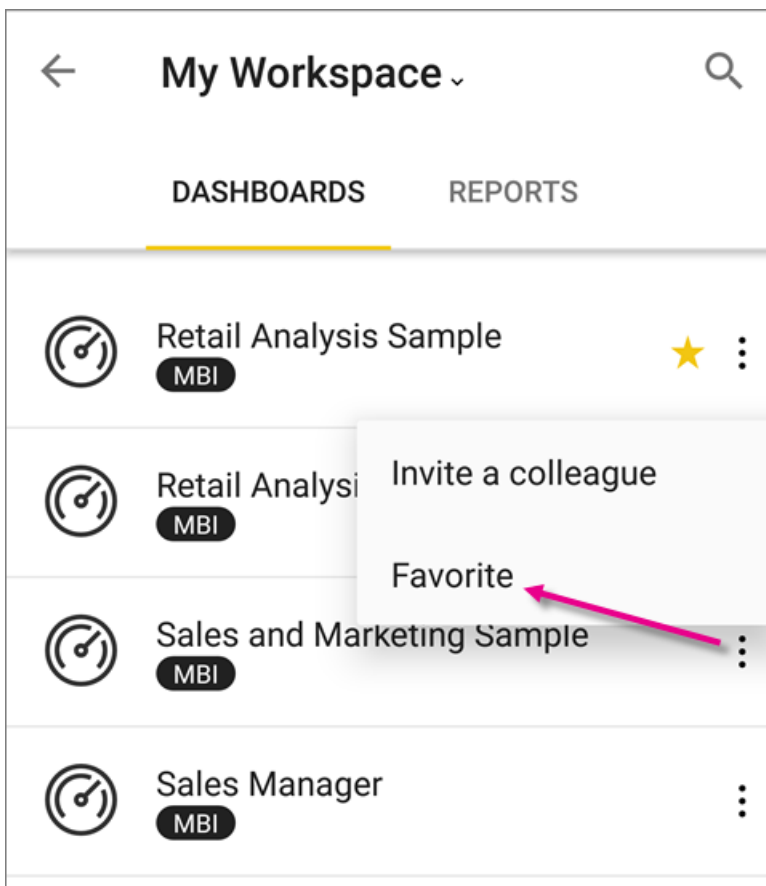 My Workspace
DASHBOARDS REPORTS
Retail Analysis Sample
MBI
Invite a colleague
Retail Analysi
MBI
Favorite
Sales and Marketing Sample
MBI
Sales Manager
MBI